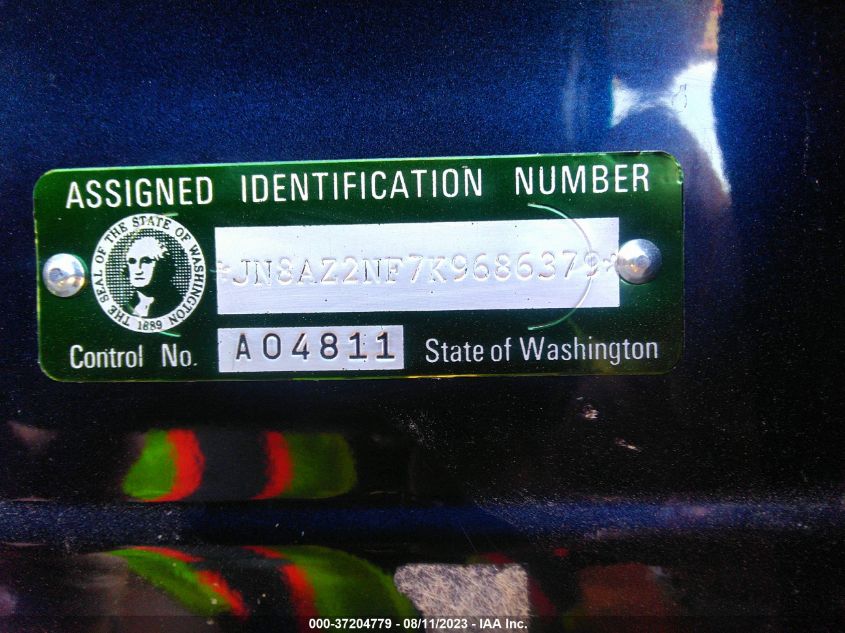 ASSIGNED IDENTIFICATION NUMBER
THE SEAL OF THE STATE OF WASHINGTON
1889
*JN8AZ2NF7K9686379*
Control No. A04811 State of Washington
000-37204779 - 08/11/2023 - IAA Inc.